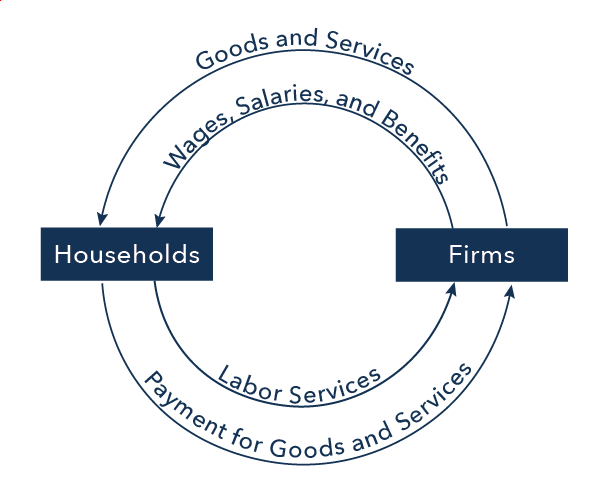 Goods and Services
Wages, Salaries, and Benefits
Households
Firms
Labor Services
Payment for Goods and Services